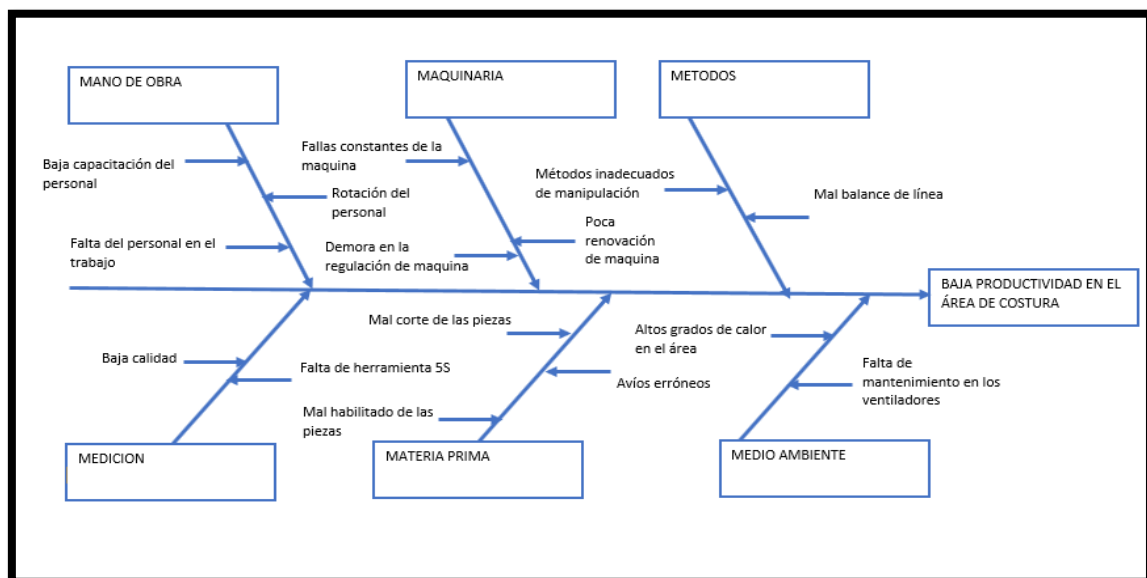 MANO DE OBRA
MAQUINARIA
METODOS
Baja capacitación del
personal
Rotación del
personal
Falta del personal en el
trabajo
Fallas constantes de la
maquina
Demora en la
regulación de maquina
Poca
renovación
de maquina
Métodos inadecuados
de manipulación
Mal balance de línea
BAJA PRODUCTIVIDAD EN EL
ÁREA DE COSTURA
Baja calidad
Falta de herramienta 5S
Mal corte de las piezas
Avíos erróneos
Mal habilitado de las
piezas
Altos grados de calor
en el área
Falta de
mantenimiento en los
ventiladores
MEDICION
MATERIA PRIMA
MEDIO AMBIENTE